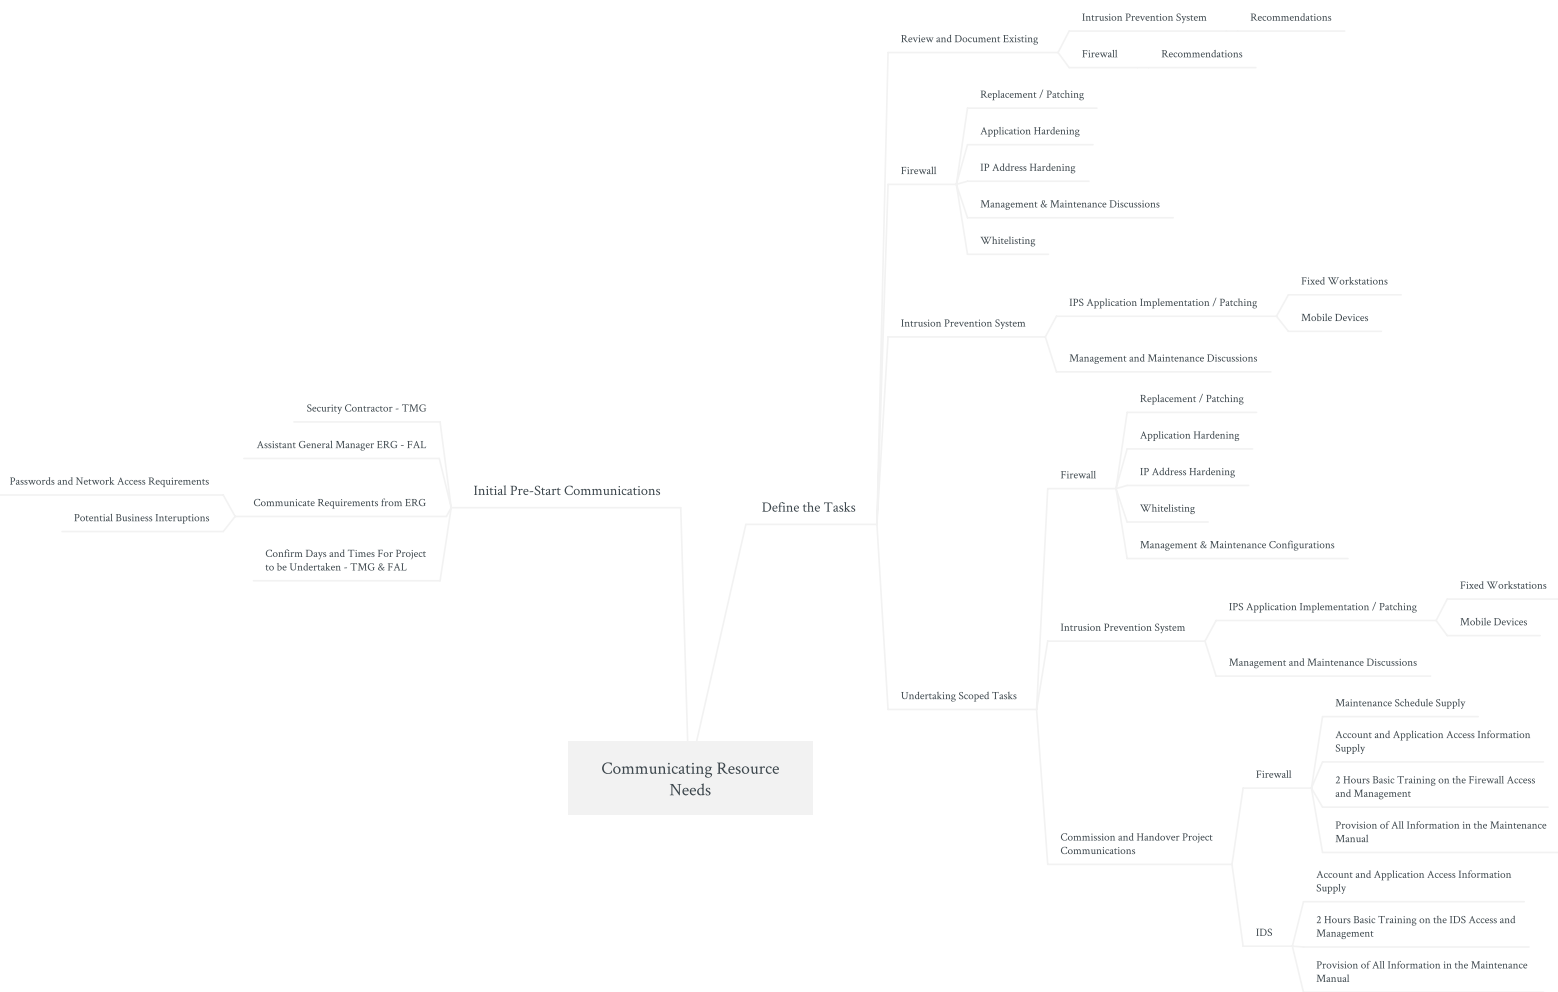 Communicating Resource
Needs
Initial Pre-Start Communications
Security Contractor - TMG
Assistant General Manager ERG - FAL
Communicate Requirements from ERG
Passwords and Network Access Requirements
Potential Business Interuptions
Confirm Days and Times For Project
to be Undertaken - TMG & FAL
Define the Tasks
Review and Document Existing
Intrusion Prevention System
Recommendations
Firewall
Recommendations
Firewall
Replacement / Patching
Application Hardening
IP Address Hardening
Management & Maintenance Discussions
Whitelisting
Intrusion Prevention System
IPS Application Implementation / Patching
Fixed Workstations
Mobile Devices
Management and Maintenance Discussions
Undertaking Scoped Tasks
Firewall
Replacement / Patching
Application Hardening
IP Address Hardening
Whitelisting
Management & Maintenance Configurations
Intrusion Prevention System
IPS Application Implementation / Patching
Fixed Workstations
Mobile Devices
Management and Maintenance Discussions
Commission and Handover Project
Communications
Firewall
Maintenance Schedule Supply
Account and Application Access Information
Supply
2 Hours Basic Training on the Firewall Access
and Management
Provision of All Information in the Maintenance
Manual
IDS
Account and Application Access Information
Supply
2 Hours Basic Training on the IDS Access and
Management
Provision of All Information in the Maintenance
Manual